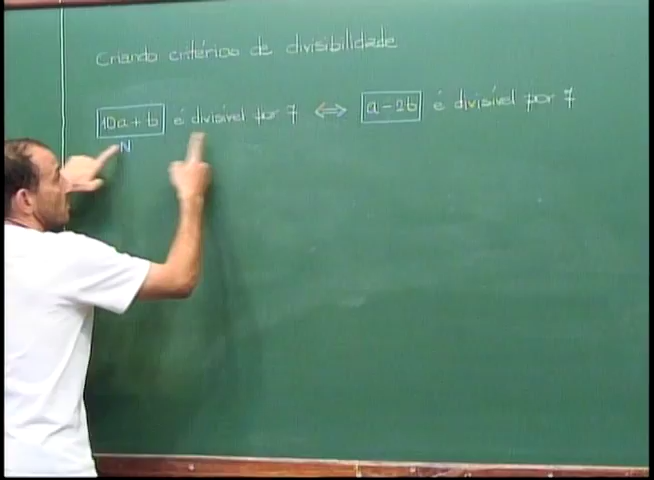 Criando critérios de divisibilidade
10a + b é divisível por 7 ⟺ a - 2b é divisível por 7
N